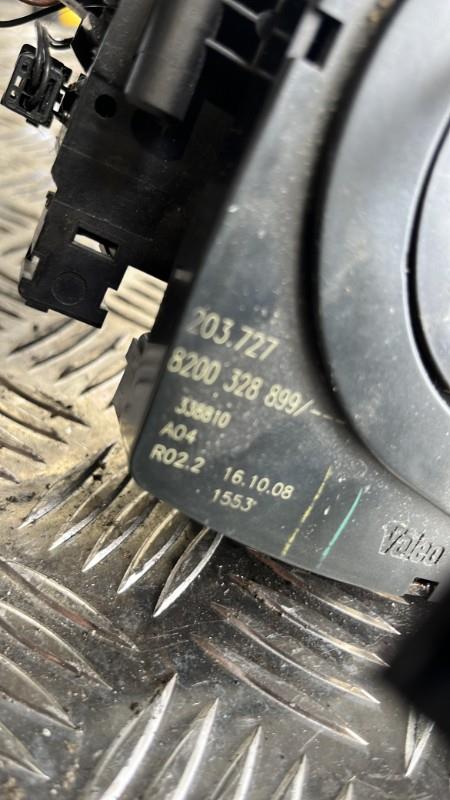 203.727
8200 328 899/---
338810
A04
R02.2 16.10.08
1553
Valeo